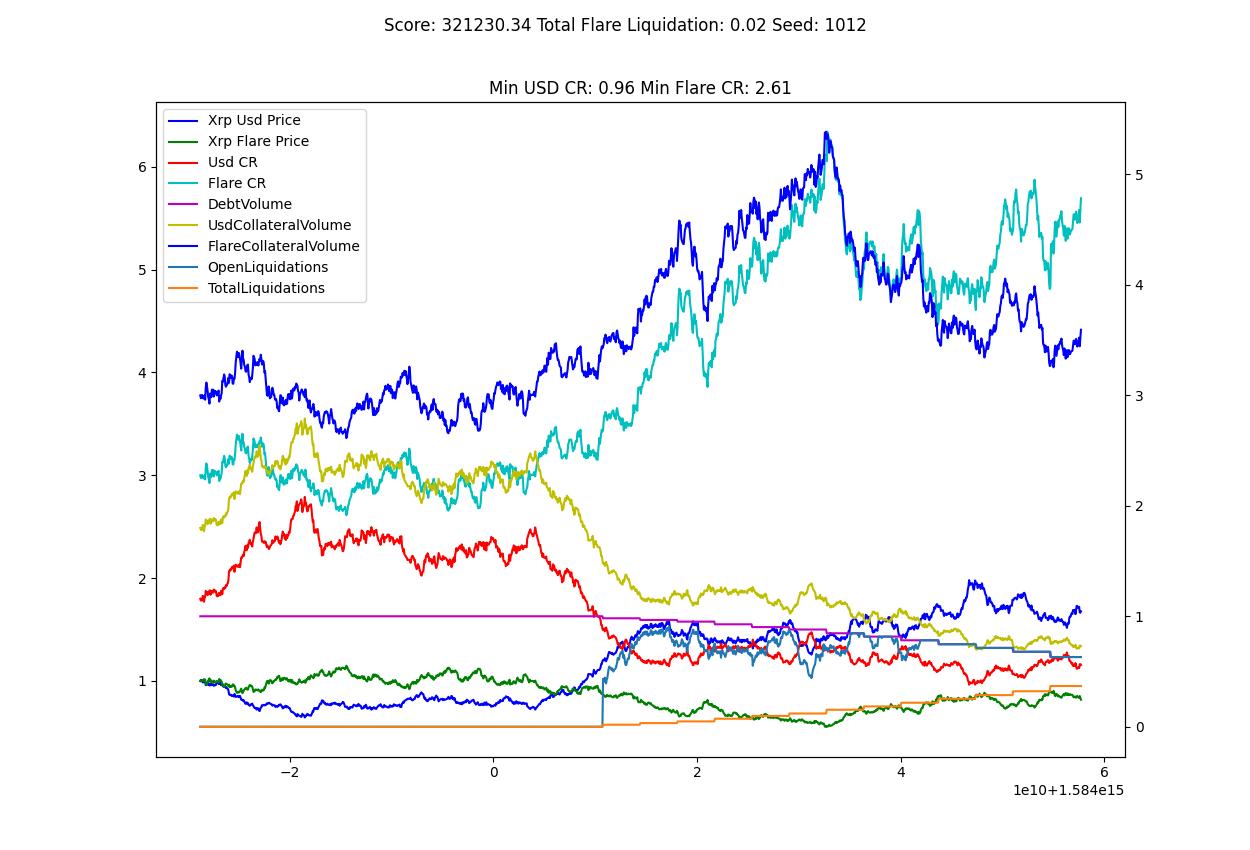 Score: 321230.34 Total Flare Liquidation: 0.02 Seed: 1012
Min USD CR: 0.96 Min Flare CR: 2.61
Xrp Usd Price
Xrp Flare Price
Usd CR
Flare CR
DebtVolume
UsdCollateralVolume
FlareCollateralVolume
OpenLiquidations
TotalLiquidations
6
5
4
3
2
1
5
4
3
2
1
0
−2
0
2
4
6
1e10+1.584e15